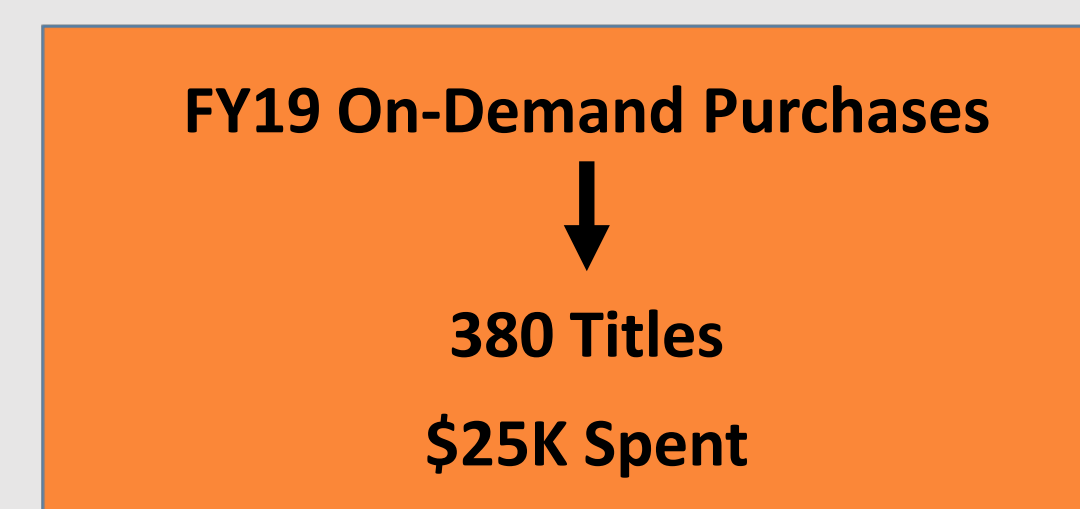 FY19 On-Demand Purchases
380 Titles
$25K Spent